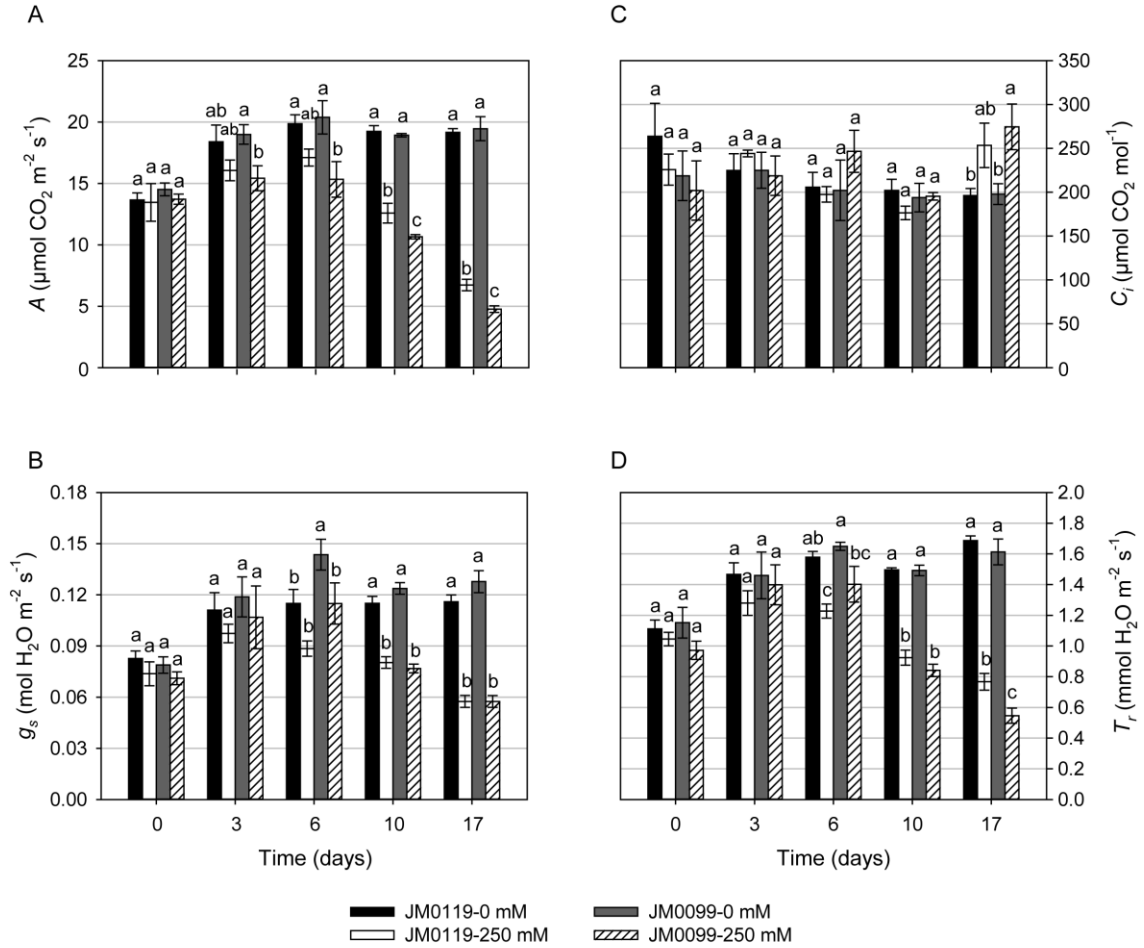 A
25
20
15
10
5
0
A (μmol CO₂ m⁻² s⁻¹)
a a a a
ab ab a b
a ab a b
a b a c
a b a c
C
350
300
250
200
150
100
50
0
Cᵢ (μmol CO₂ mol⁻¹)
a a a a
a a a a
a a a a
a a a a
b ab b a
B
0.18
0.15
0.12
0.09
0.06
0.03
0.00
gₛ (mol H₂O m⁻² s⁻¹)
a a a a
a a a a
b b a b
a b a b
a b a b
0 3 6 10 17
Time (days)
D
2.0
1.8
1.6
1.4
1.2
1.0
0.8
0.6
0.4
0.2
0.0
Tᵣ (mmol H₂O m⁻² s⁻¹)
a a a a
a a a a
ab c a bc
a b a b
a b a c
0 3 6 10 17
Time (days)
JM0119-0 mM JM0099-0 mM
JM0119-250 mM JM0099-250 mM